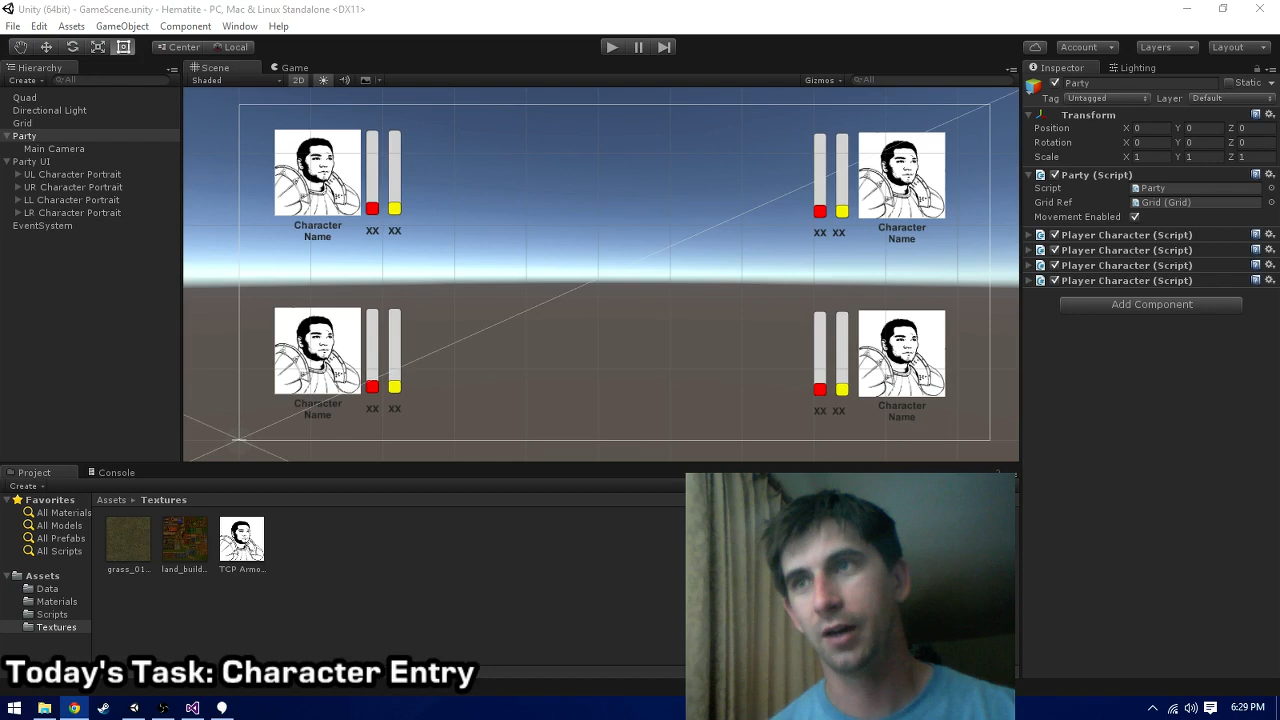 Unity (64bit) - GameScene.unity - Hematite - PC, Mac & Linux Standalone <DX11>
File Edit Assets GameObject Component Window Help
Center Local Account Layers Layout
Hierarchy Scene Game Inspector Lighting
Create All Shaded 2D Gizmos All
Party Static
Tag Untagged Layer Default
Quad
Directional Light
Grid
Party
Main Camera
Party UI
UL Character Portrait
UR Character Portrait
LL Character Portrait
LR Character Portrait
EventSystem
Character
Name
XX XX
XX XX
Character
Name
Character
Name
XX XX
XX XX
Character
Name
Transform
Position X 0 Y 0 Z 0
Rotation X 0 Y 0 Z 0
Scale X 1 Y 1 Z 1
Party (Script)
Script Party
Grid Ref Grid (Grid)
Movement Enabled
Player Character (Script)
Player Character (Script)
Player Character (Script)
Player Character (Script)
Add Component
Project Console
Create
Favorites
All Materials
All Models
All Prefabs
All Scripts
Assets
Data
Materials
Scripts
Textures
Assets Textures
grass_01... land_build... TCP Armo...
Today's Task: Character Entry
6:29 PM